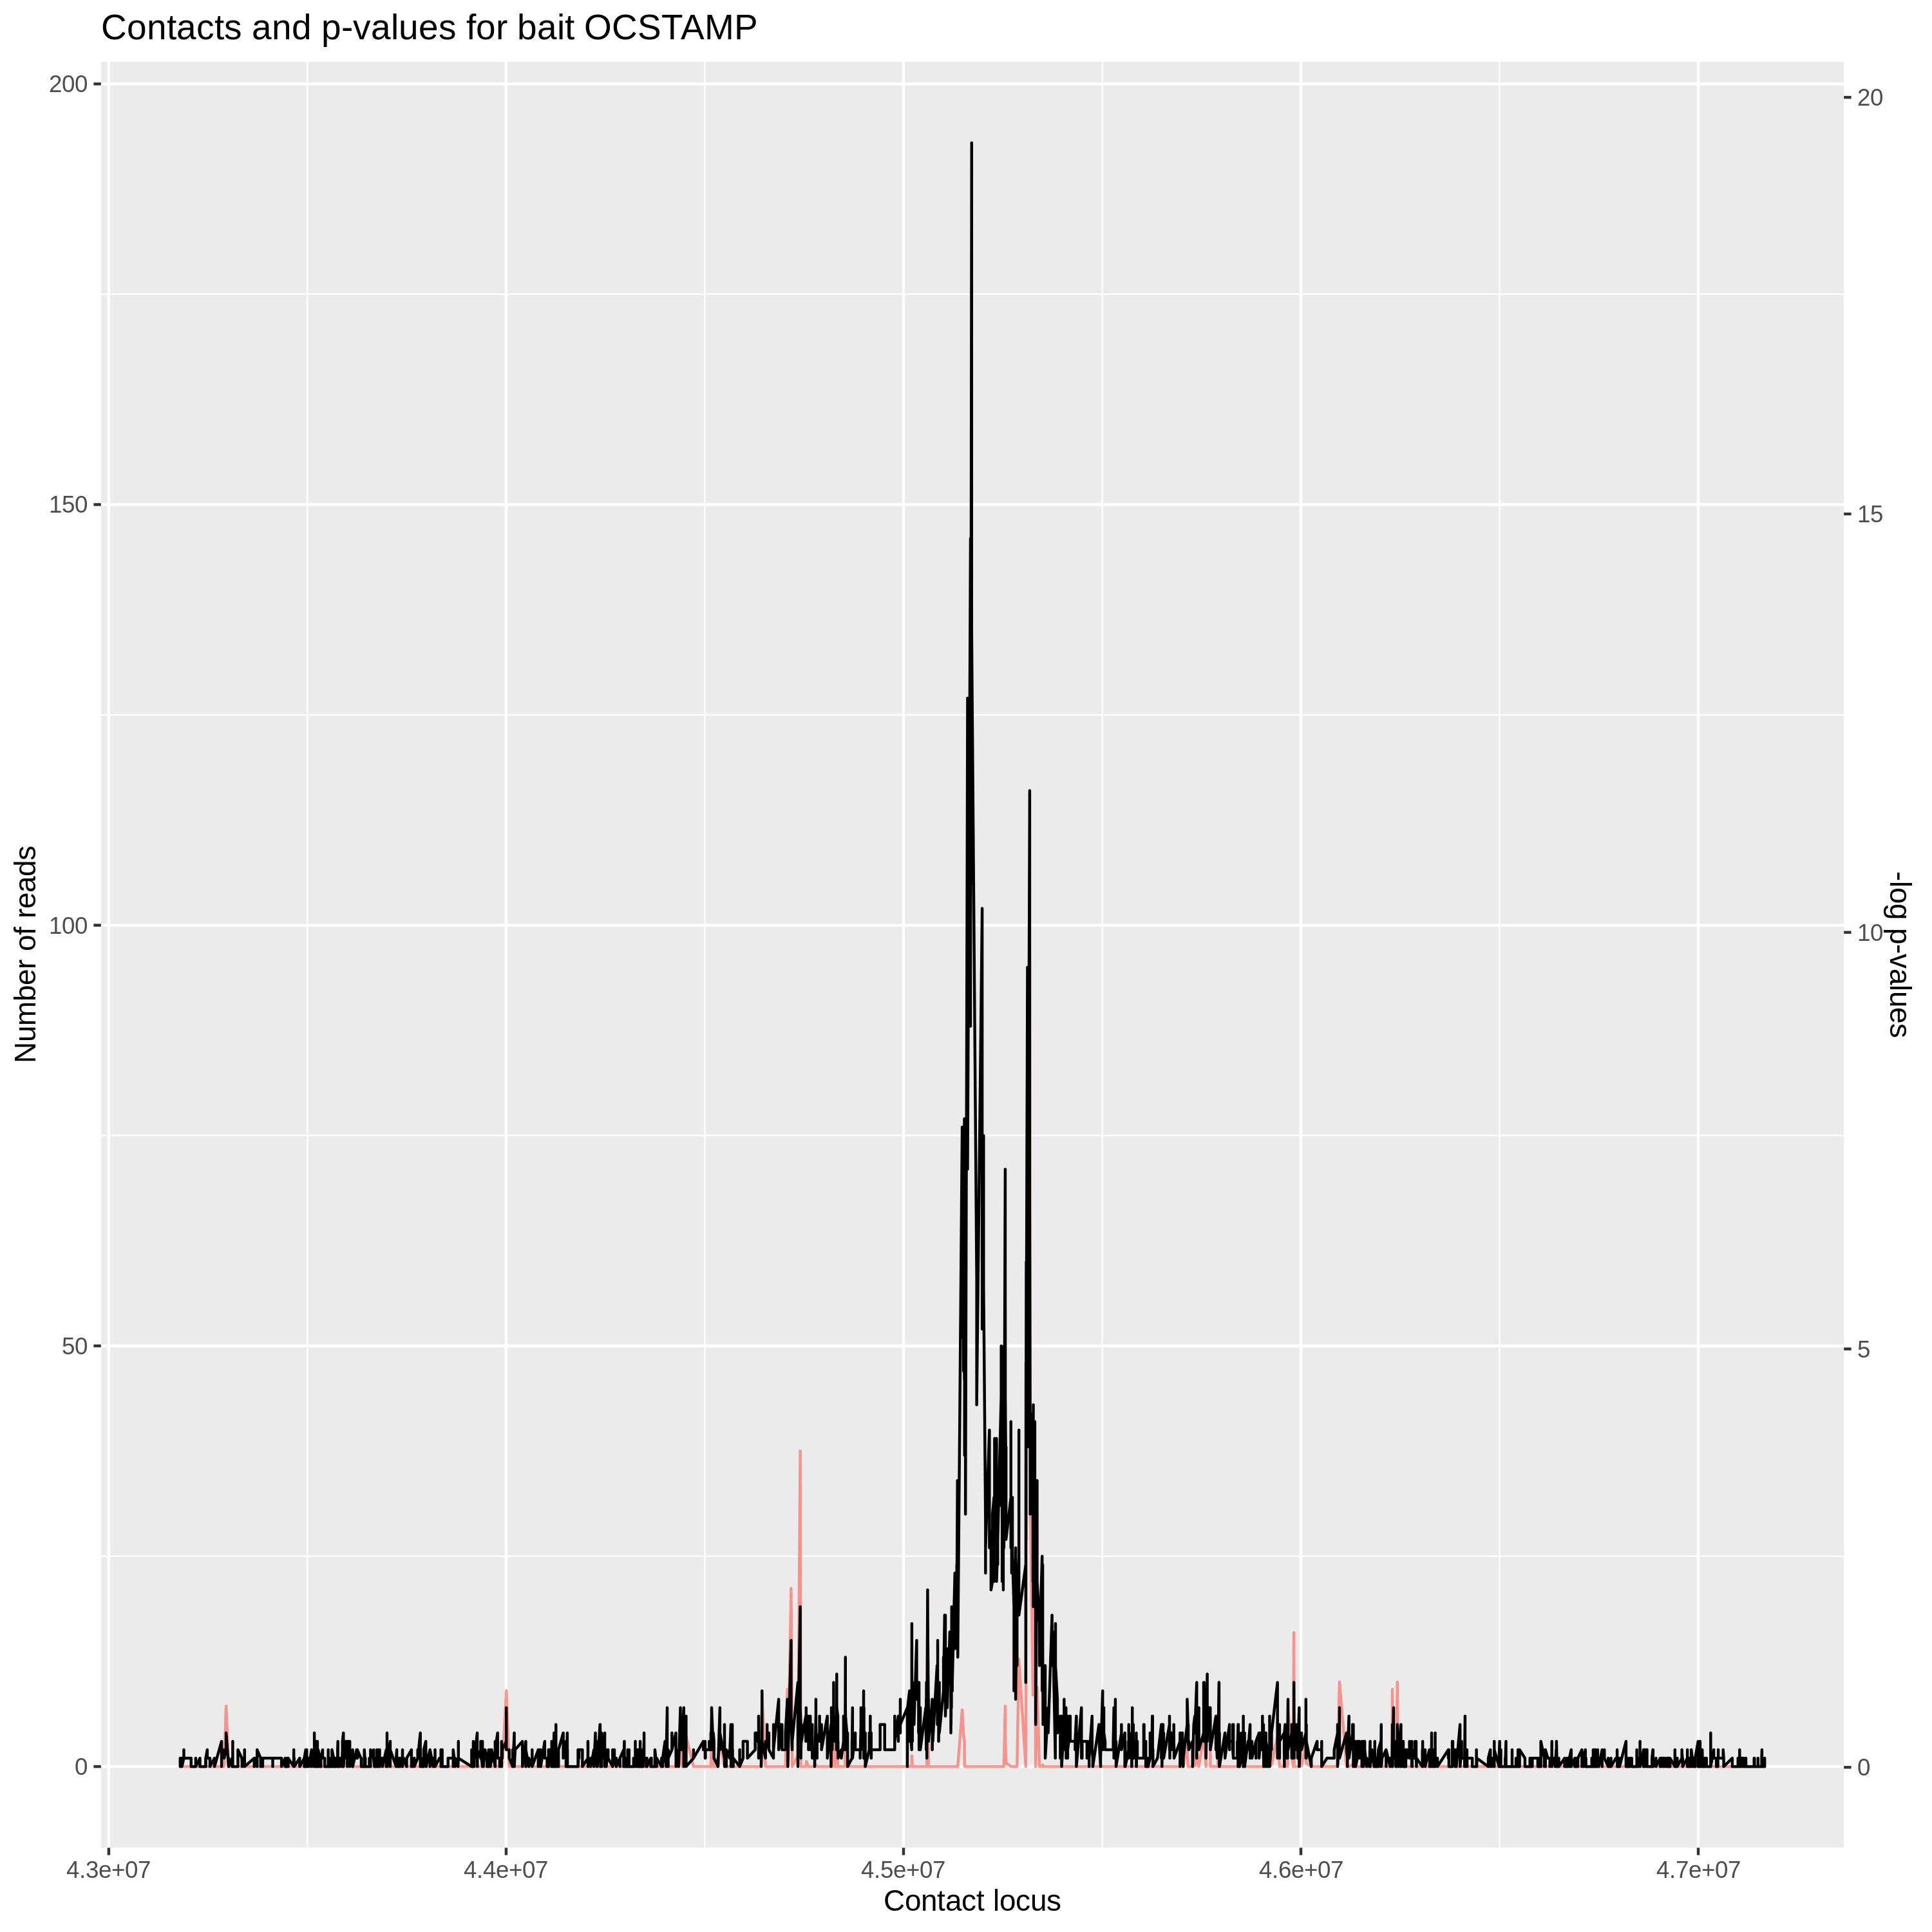 Contacts and p-values for bait OCSTAMP
200
150
100
50
0
20
15
10
5
0
Number of reads
-log p-values
4.3e+07
4.4e+07
4.5e+07
4.6e+07
4.7e+07
Contact locus